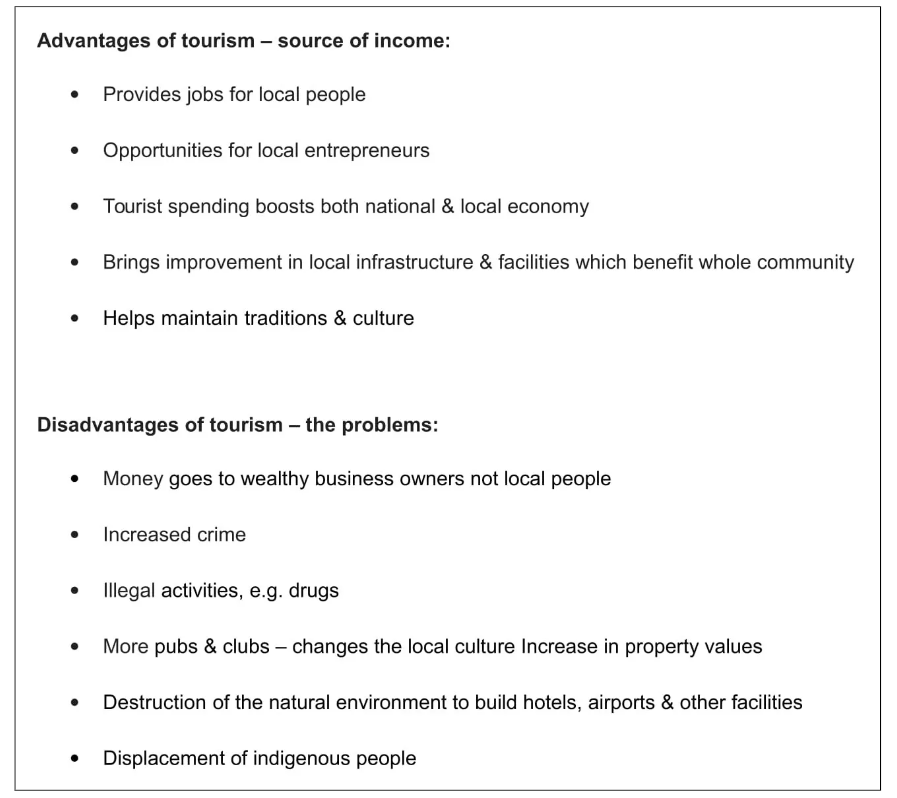 Advantages of tourism – source of income:
• Provides jobs for local people
• Opportunities for local entrepreneurs
• Tourist spending boosts both national & local economy
• Brings improvement in local infrastructure & facilities which benefit whole community
• Helps maintain traditions & culture
Disadvantages of tourism – the problems:
• Money goes to wealthy business owners not local people
• Increased crime
• Illegal activities, e.g. drugs
• More pubs & clubs – changes the local culture Increase in property values
• Destruction of the natural environment to build hotels, airports & other facilities
• Displacement of indigenous people